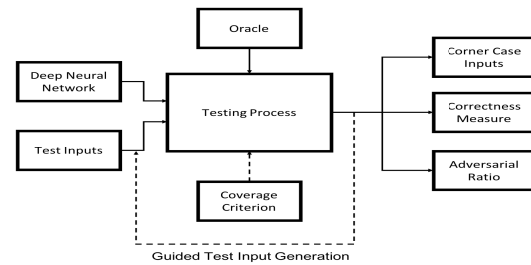 Oracle
Deep Neural
Network
Test Inputs
Testing Process
Coverage
Criterion
Corner Case
Inputs
Correctness
Measure
Adversarial
Ratio
Guided Test Input Generation